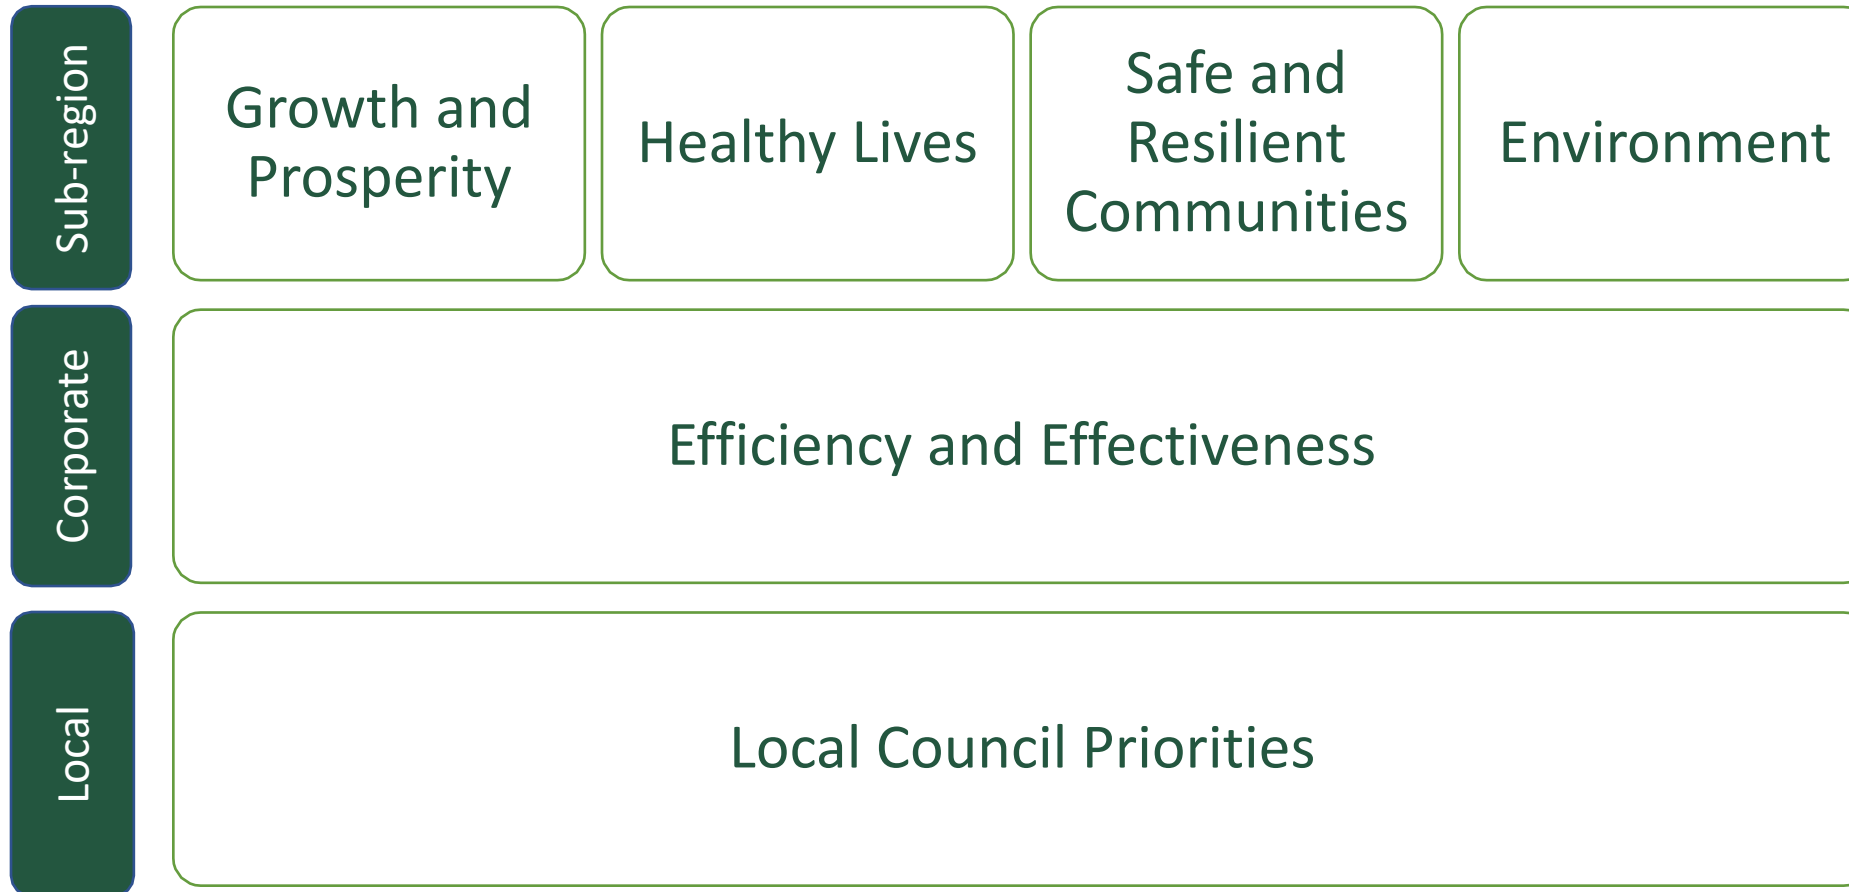 Sub-region
Growth and
Prosperity
Healthy Lives
Safe and
Resilient
Communities
Environment
Corporate
Efficiency and Effectiveness
Local
Local Council Priorities